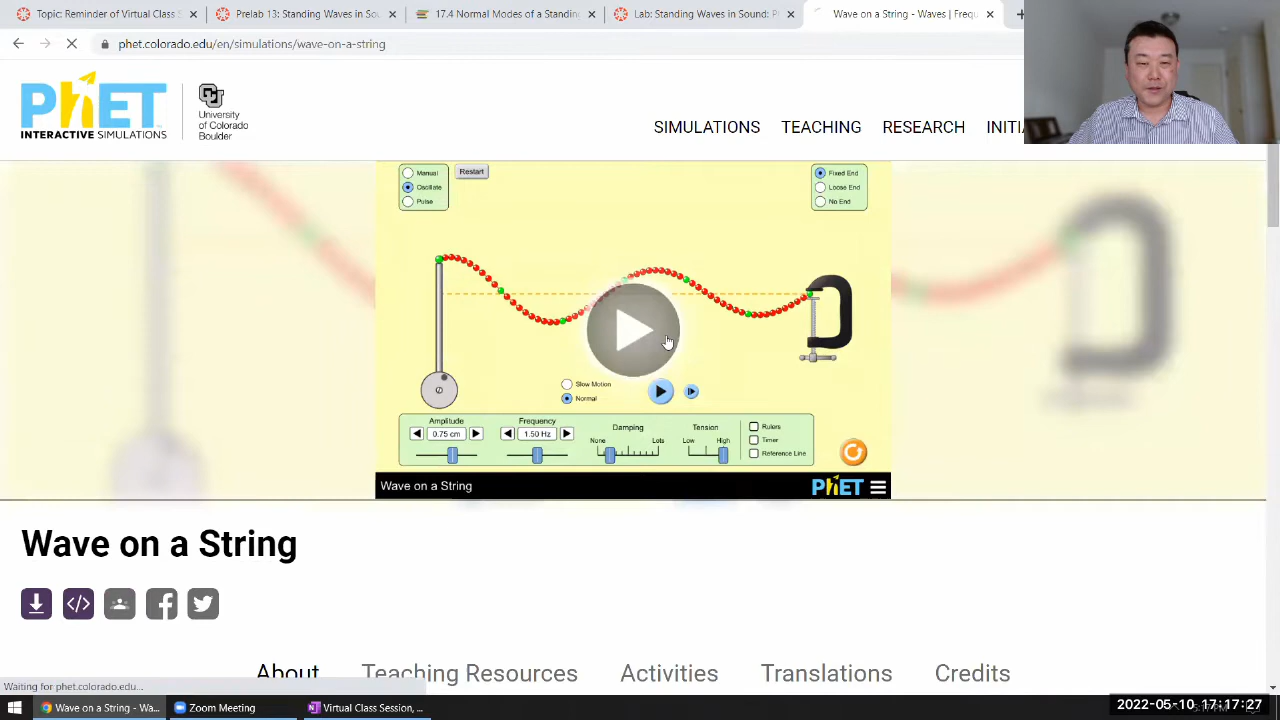 Topic: Reminder of Virtual Class S
Prelab 13: Standing Waves in So
17.4 Normal Modes of a Standing
Lab: Standing Waves in Sound: P
Wave on a String - Waves | Frequ
phet.colorado.edu/en/simulations/wave-on-a-string
PhET
INTERACTIVE SIMULATIONS
University
of Colorado
Boulder
SIMULATIONS TEACHING RESEARCH INITIA
Manual
Oscillate
Pulse
Restart
Fixed End
Loose End
No End
Slow Motion
Normal
Amplitude
0.75 cm
Frequency
1.50 Hz
Damping
None Lots
Tension
Low High
Rulers
Timer
Reference Line
Wave on a String
PhET
Wave on a String
About Teaching Resources Activities Translations Credits
Waiting for phet.colorado.edu...
Wave on a String - Wa...
Zoom Meeting
Virtual Class Session, ...
2022-05-10 17:17:27